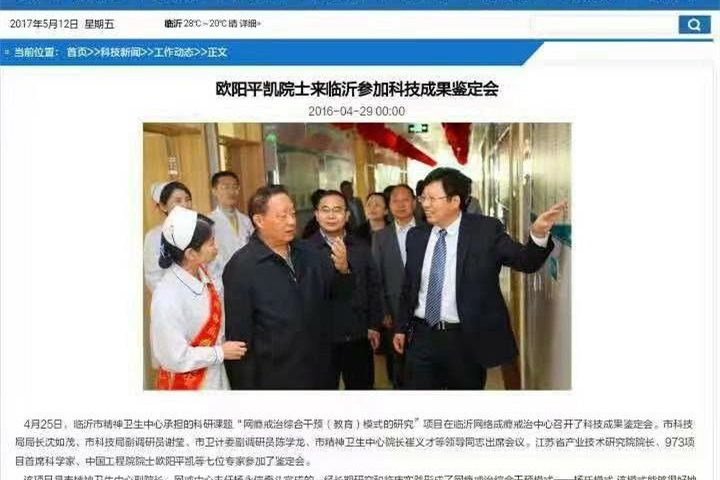 2017年5月12日 星期五 临沂 28℃~20℃ 晴 详细»
当前位置: 首页>>科技新闻>>工作动态>>正文
欧阳平凯院士来临沂参加科技成果鉴定会
2016-04-29 00:00
4月25日，临沂市精神卫生中心承担的科研课题“网瘾戒治综合干预（教育）模式的研究”项目在临沂网络成瘾戒治中心召开了科技成果鉴定会。市科技
局局长沈如茂、市科技局副调研员谢莹、市卫计委副调研员陈学龙、市精神卫生中心院长崔义才等领导同志出席会议。江苏省产业技术研究院院长、973项
目首席科学家、中国工程院院士欧阳平凯等七位专家参加了鉴定会。